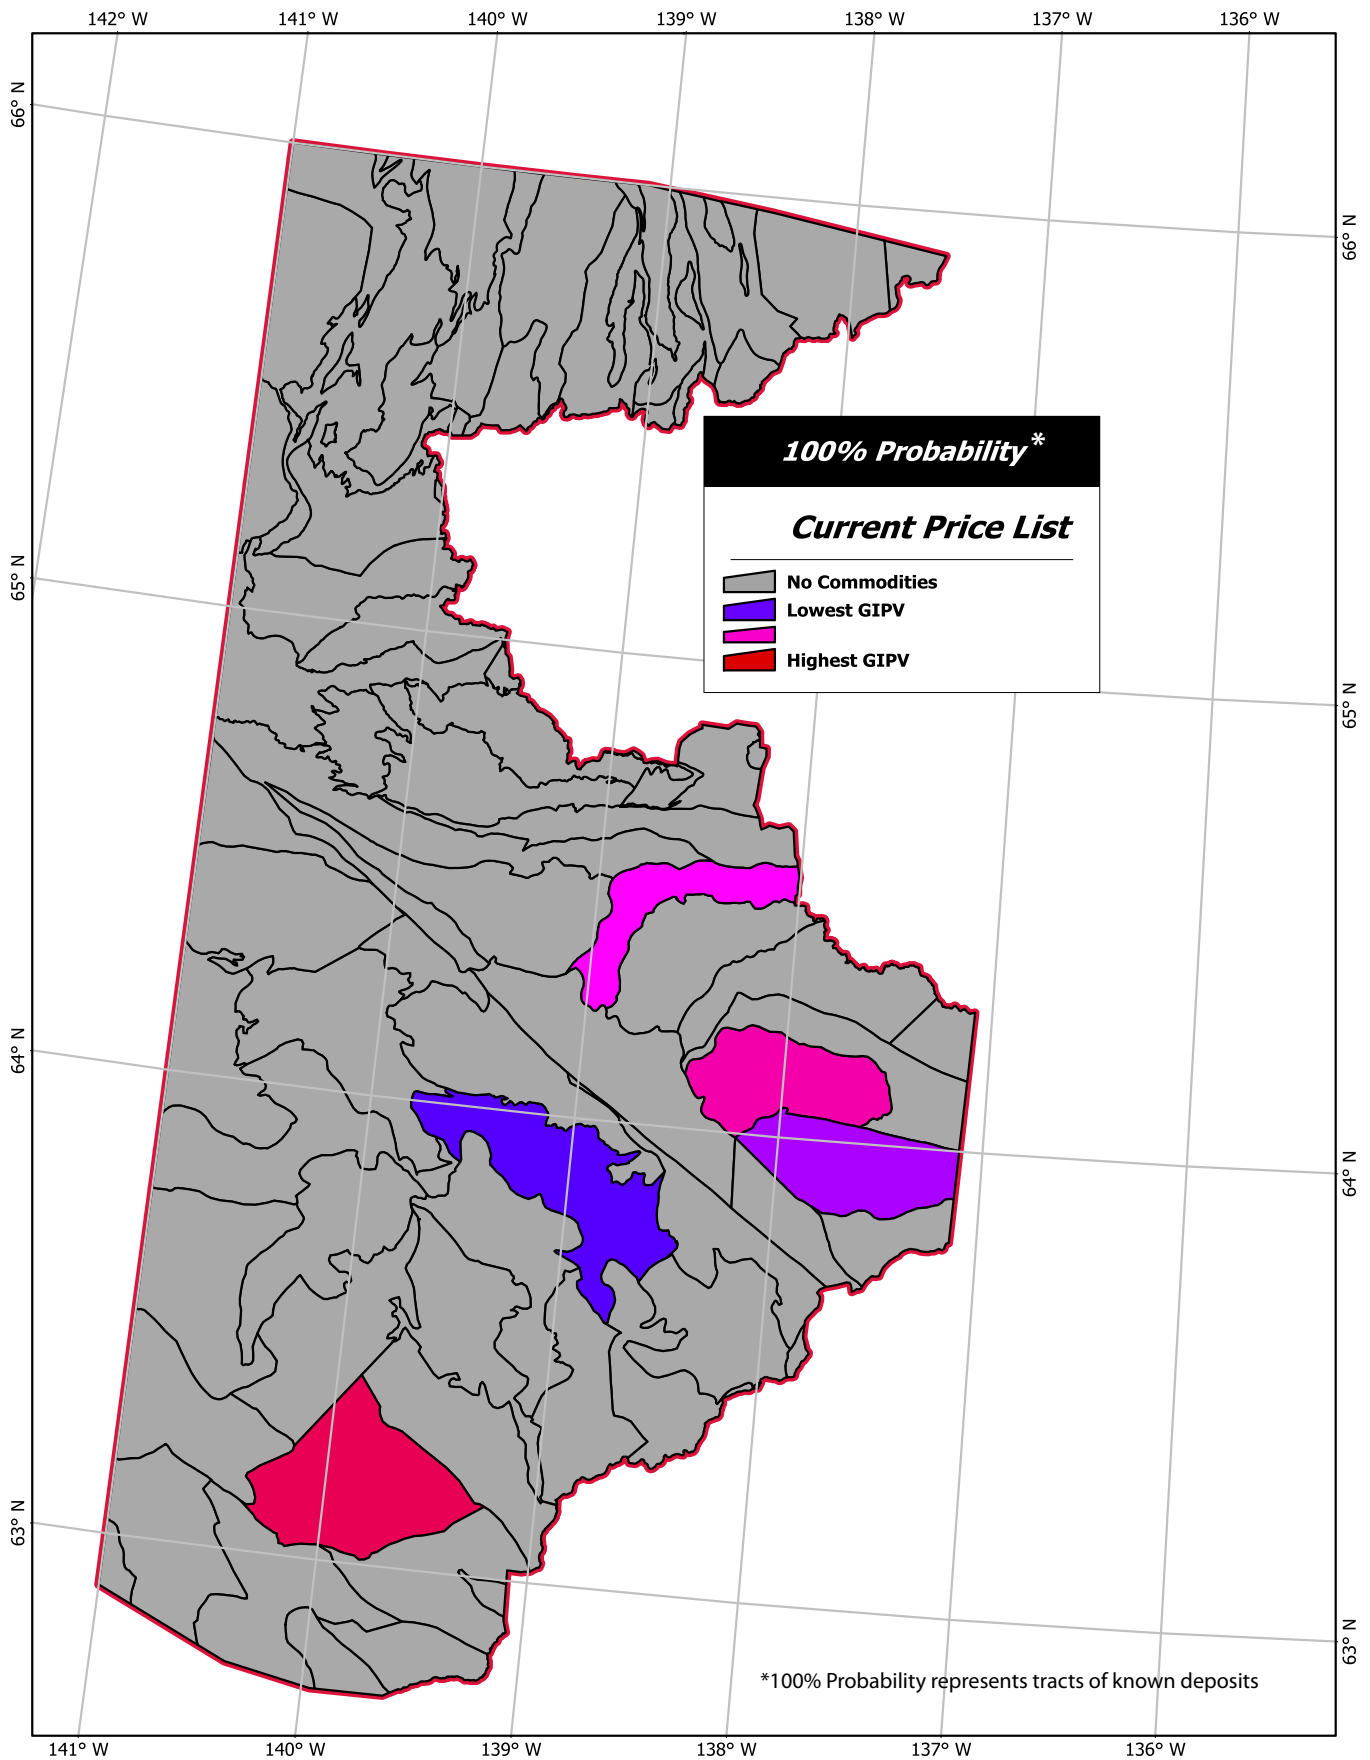 142° W 141° W 140° W 139° W 138° W 137° W 136° W
66° N
66° N
100% Probability*
Current Price List
No Commodities
Lowest GIPV
Highest GIPV
65° N
65° N
64° N
64° N
63° N
63° N
*100% Probability represents tracts of known deposits
141° W 140° W 139° W 138° W 137° W 136° W